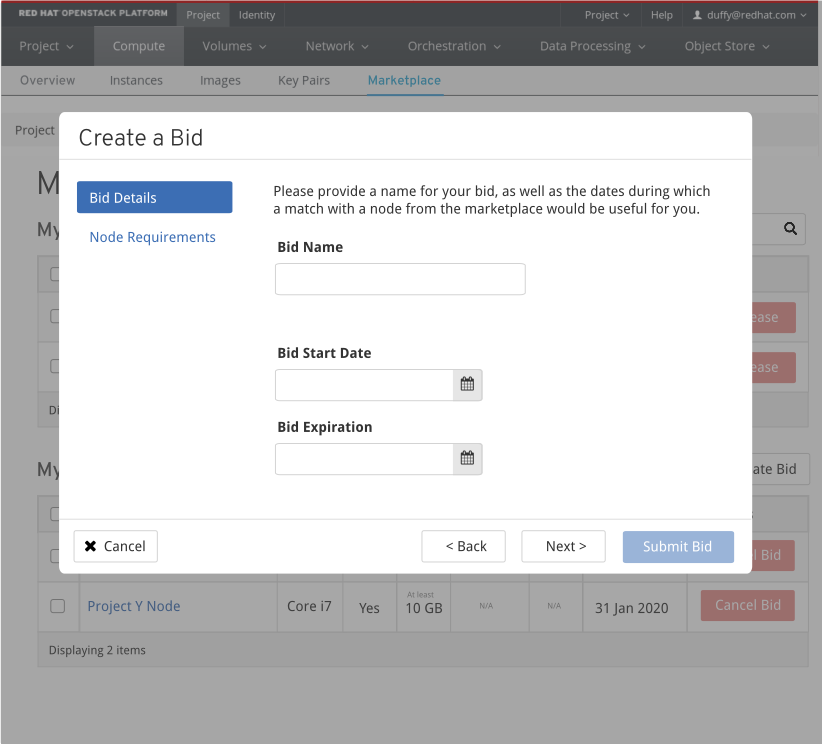 RED HAT OPENSTACK PLATFORM Project Identity Project Help duffy@redhat.com
Project Compute Volumes Network Orchestration Data Processing Object Store
Overview Instances Images Key Pairs Marketplace
Project
Create a Bid
M
Bid Details
Please provide a name for your bid, as well as the dates during which
a match with a node from the marketplace would be useful for you.
My
Node Requirements
Bid Name
ease
Bid Start Date
ease
Di
Bid Expiration
My
ate Bid
Cancel
< Back
Next >
Submit Bid
l Bid
Project Y Node Core i7 Yes At least 10 GB N/A N/A 31 Jan 2020 Cancel Bid
Displaying 2 items